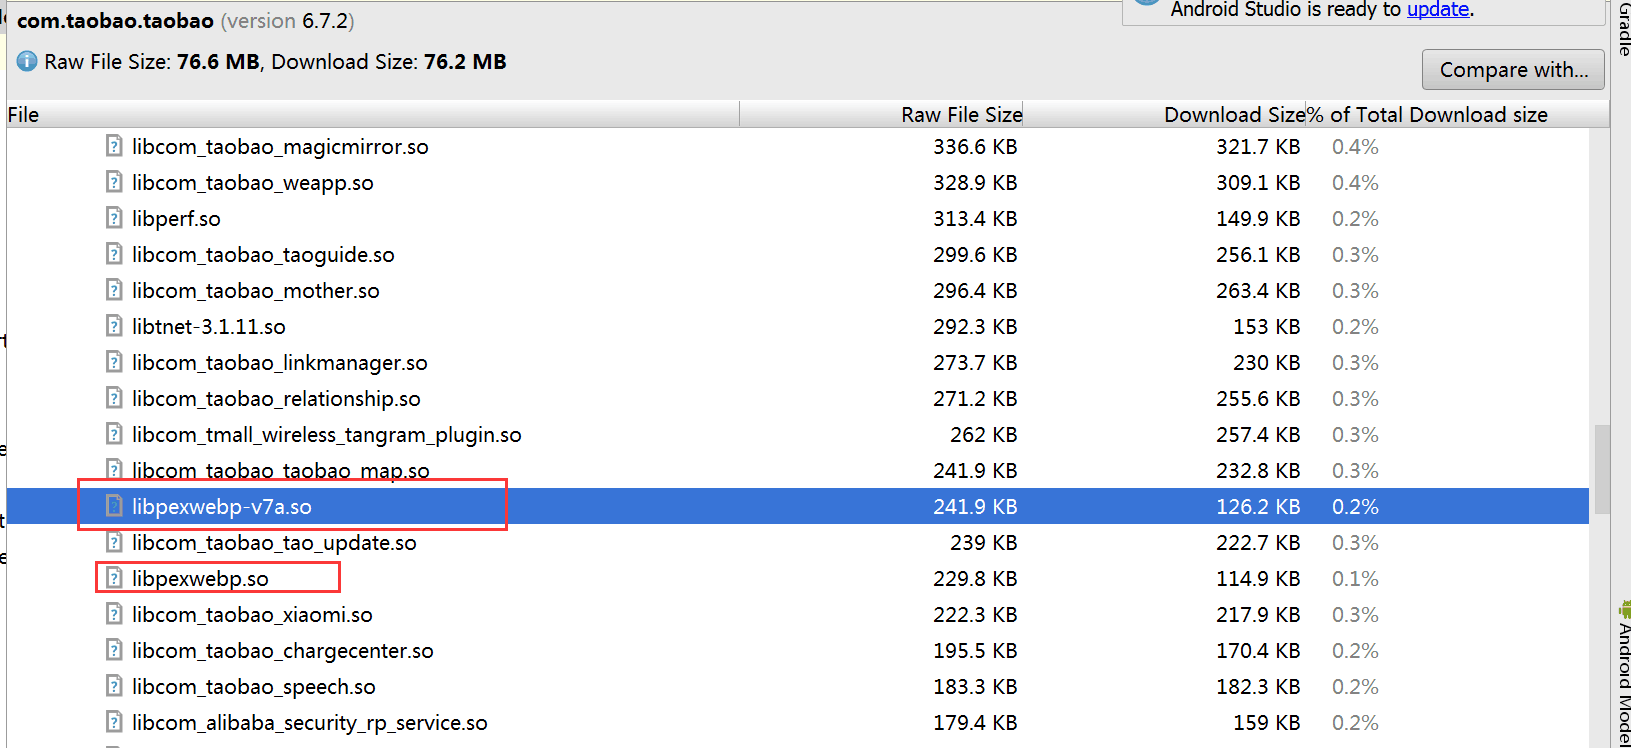 com.taobao.taobao (version 6.7.2)
Android Studio is ready to update.
Raw File Size: 76.6 MB, Download Size: 76.2 MB
Compare with...
File Raw File Size Download Size % of Total Download size
libcom_taobao_magicmirror.so 336.6 KB 321.7 KB 0.4%
libcom_taobao_weapp.so 328.9 KB 309.1 KB 0.4%
libperf.so 313.4 KB 149.9 KB 0.2%
libcom_taobao_taoguide.so 299.6 KB 256.1 KB 0.3%
libcom_taobao_mother.so 296.4 KB 263.4 KB 0.3%
libtnet-3.1.11.so 292.3 KB 153 KB 0.2%
libcom_taobao_linkmanager.so 273.7 KB 230 KB 0.3%
libcom_taobao_relationship.so 271.2 KB 255.6 KB 0.3%
libcom_tmall_wireless_tangram_plugin.so 262 KB 257.4 KB 0.3%
libcom_taobao_taobao_map.so 241.9 KB 232.8 KB 0.3%
libpexwebp-v7a.so 241.9 KB 126.2 KB 0.2%
libcom_taobao_tao_update.so 239 KB 222.7 KB 0.3%
libpexwebp.so 229.8 KB 114.9 KB 0.1%
libcom_taobao_xiaomi.so 222.3 KB 217.9 KB 0.3%
libcom_taobao_chargecenter.so 195.5 KB 170.4 KB 0.2%
libcom_taobao_speech.so 183.3 KB 182.3 KB 0.2%
libcom_alibaba_security_rp_service.so 179.4 KB 159 KB 0.2%
Gradle
Android Model